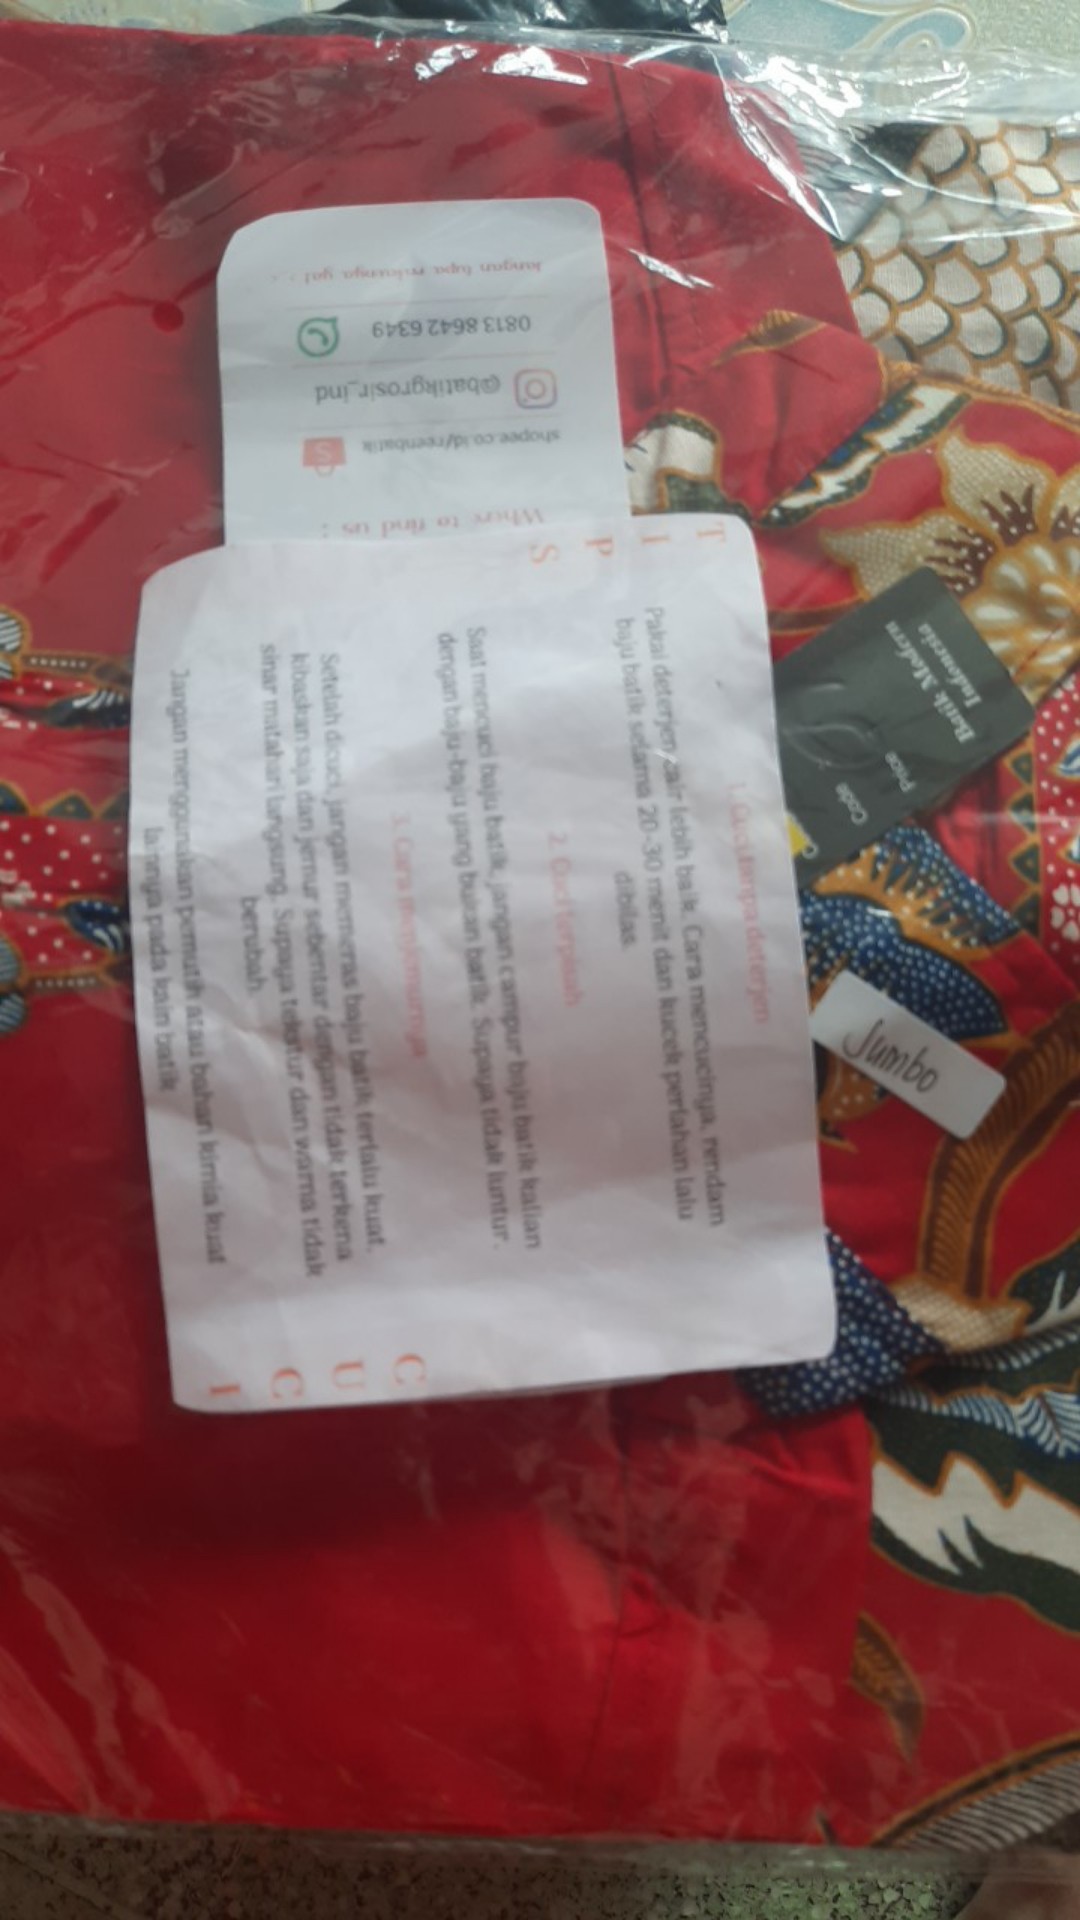 TIPS
1. Cuci tanpa deterjen
Pakai deterjen cair lebih baik. Cara mencucinya, rendam
baju batik selama 20-30 menit dan kucek perlahan lalu
dibilas.
2. Cuci terpisah
Saat mencuci baju batik, jangan campur baju batik kalian
dengan baju-baju yang bukan batik. Supaya tidak luntur.
3. Cara menjemurnya
Setelah dicuci, jangan memeras baju batik terlalu kuat.
kibaskan saja dan jemur sebentar dengan tidak terkena
sinar matahari langsung. Supaya tekstur dan warna tidak
berubah.
Jangan menggunakan pemutih atau bahan kimia kuat
lainnya pada kain batik
CUCI
Where to find us :
shopee.co.id/reenbatik
@batikgrosir_ind
0813 8642 6349
Jangan lupa
Batik Modern
Indonesia
Price
Code
Jumbo